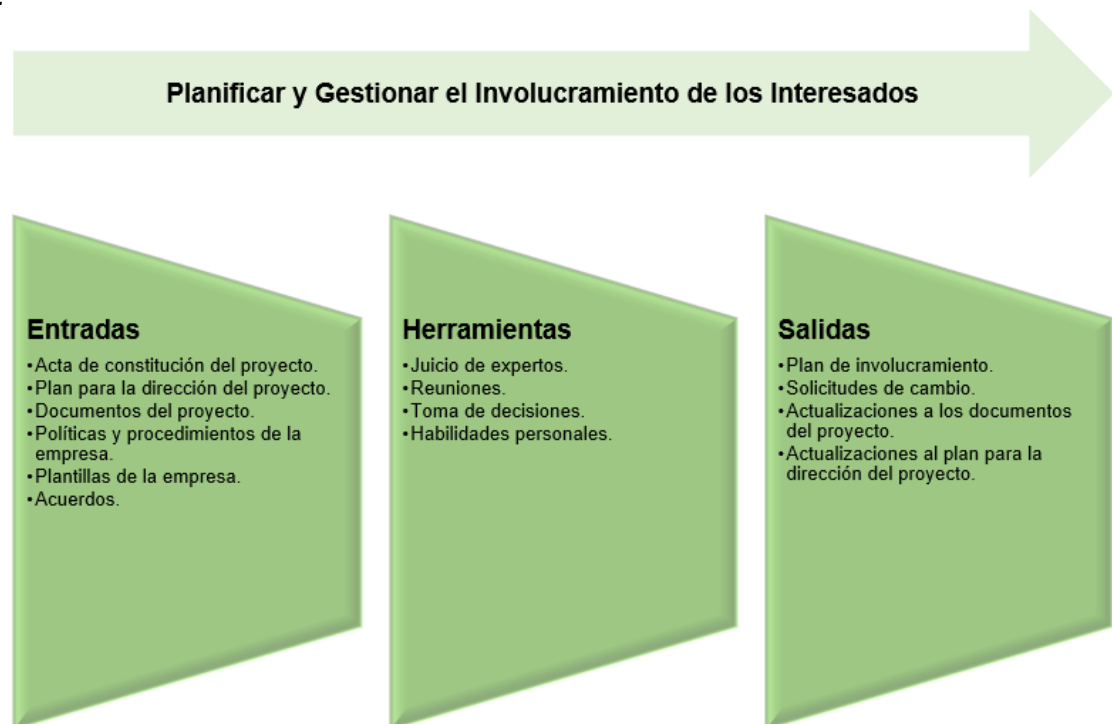 Planificar y Gestionar el Involucramiento de los Interesados
Entradas
•Acta de constitución del proyecto.
•Plan para la dirección del proyecto.
•Documentos del proyecto.
•Políticas y procedimientos de la
empresa.
•Plantillas de la empresa.
•Acuerdos.
Herramientas
•Juicio de expertos.
•Reuniones.
•Toma de decisiones.
•Habilidades personales.
Salidas
•Plan de involucramiento.
•Solicitudes de cambio.
•Actualizaciones a los documentos
del proyecto.
•Actualizaciones al plan para la
dirección del proyecto.